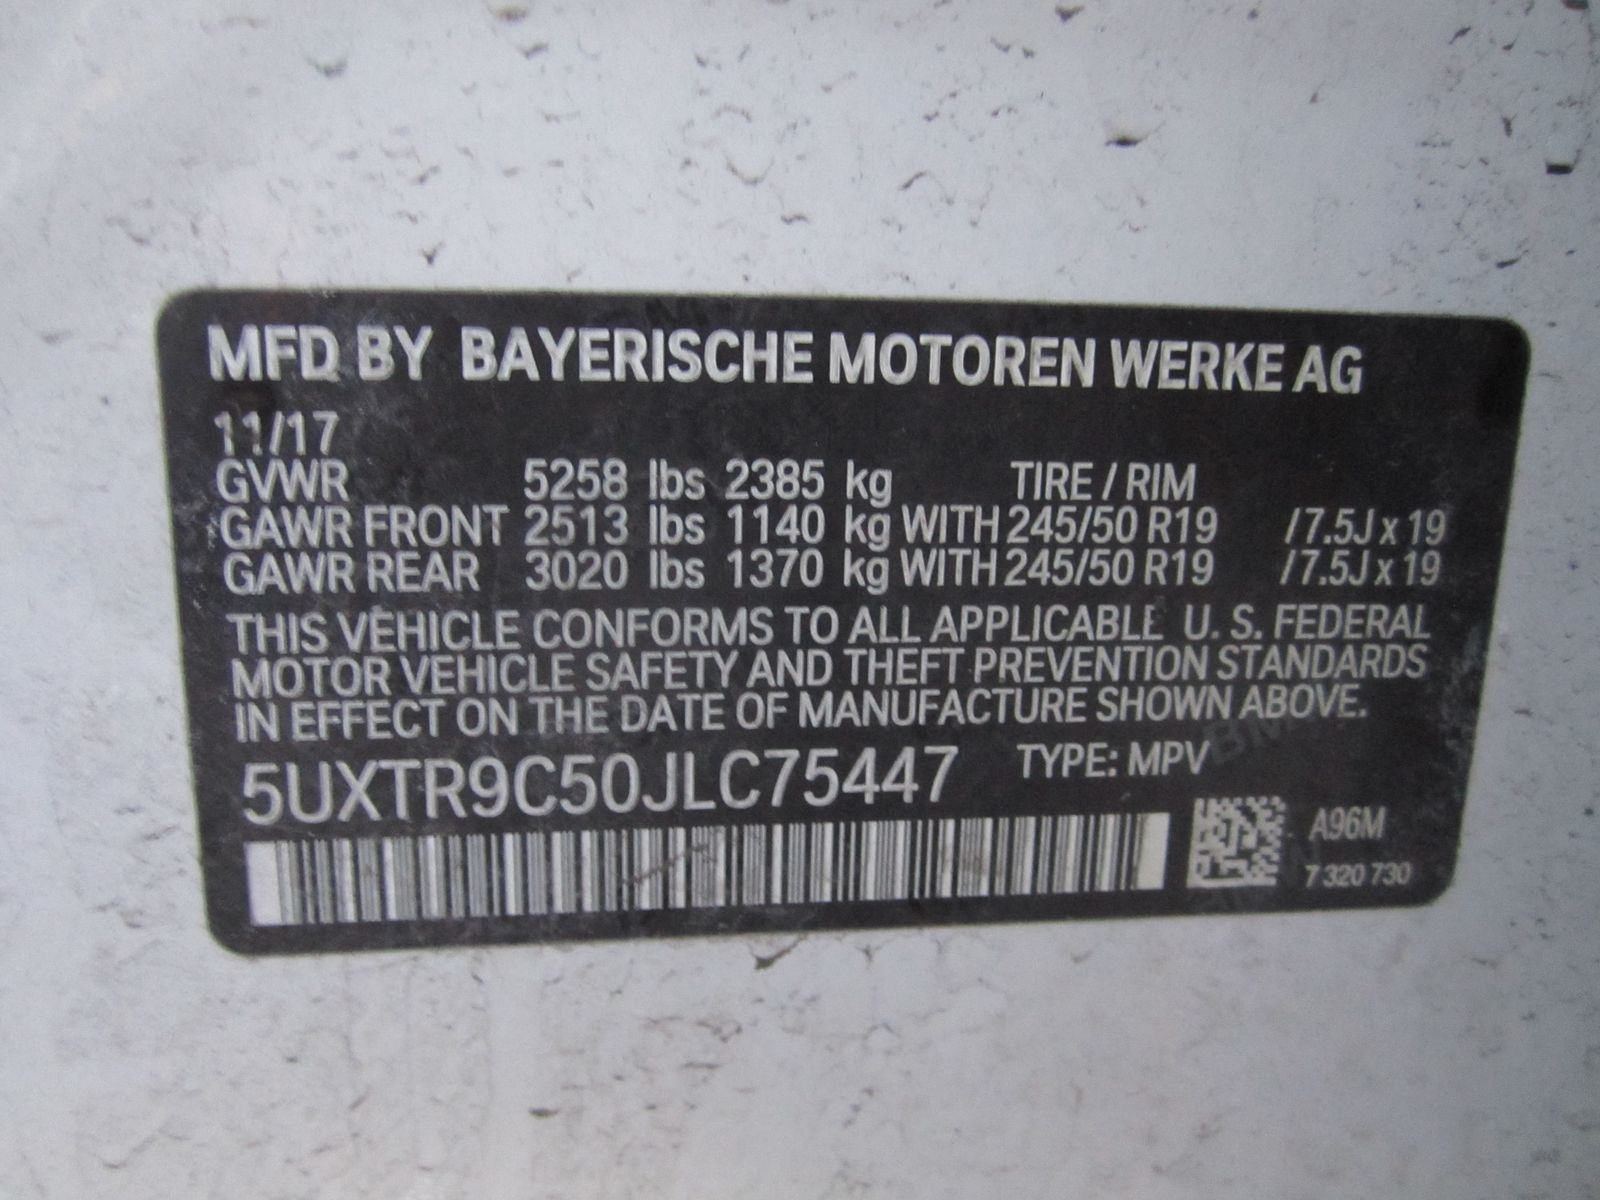 MFD BY BAYERISCHE MOTOREN WERKE AG
11/17
GVWR 5258 lbs 2385 kg TIRE / RIM
GAWR FRONT 2513 lbs 1140 kg WITH 245/50 R19 /7.5J x 19
GAWR REAR 3020 lbs 1370 kg WITH 245/50 R19 /7.5J x 19
THIS VEHICLE CONFORMS TO ALL APPLICABLE U. S. FEDERAL
MOTOR VEHICLE SAFETY AND THEFT PREVENTION STANDARDS
IN EFFECT ON THE DATE OF MANUFACTURE SHOWN ABOVE.
5UXTR9C50JLC75447 TYPE: MPV
A96M
7 320 730